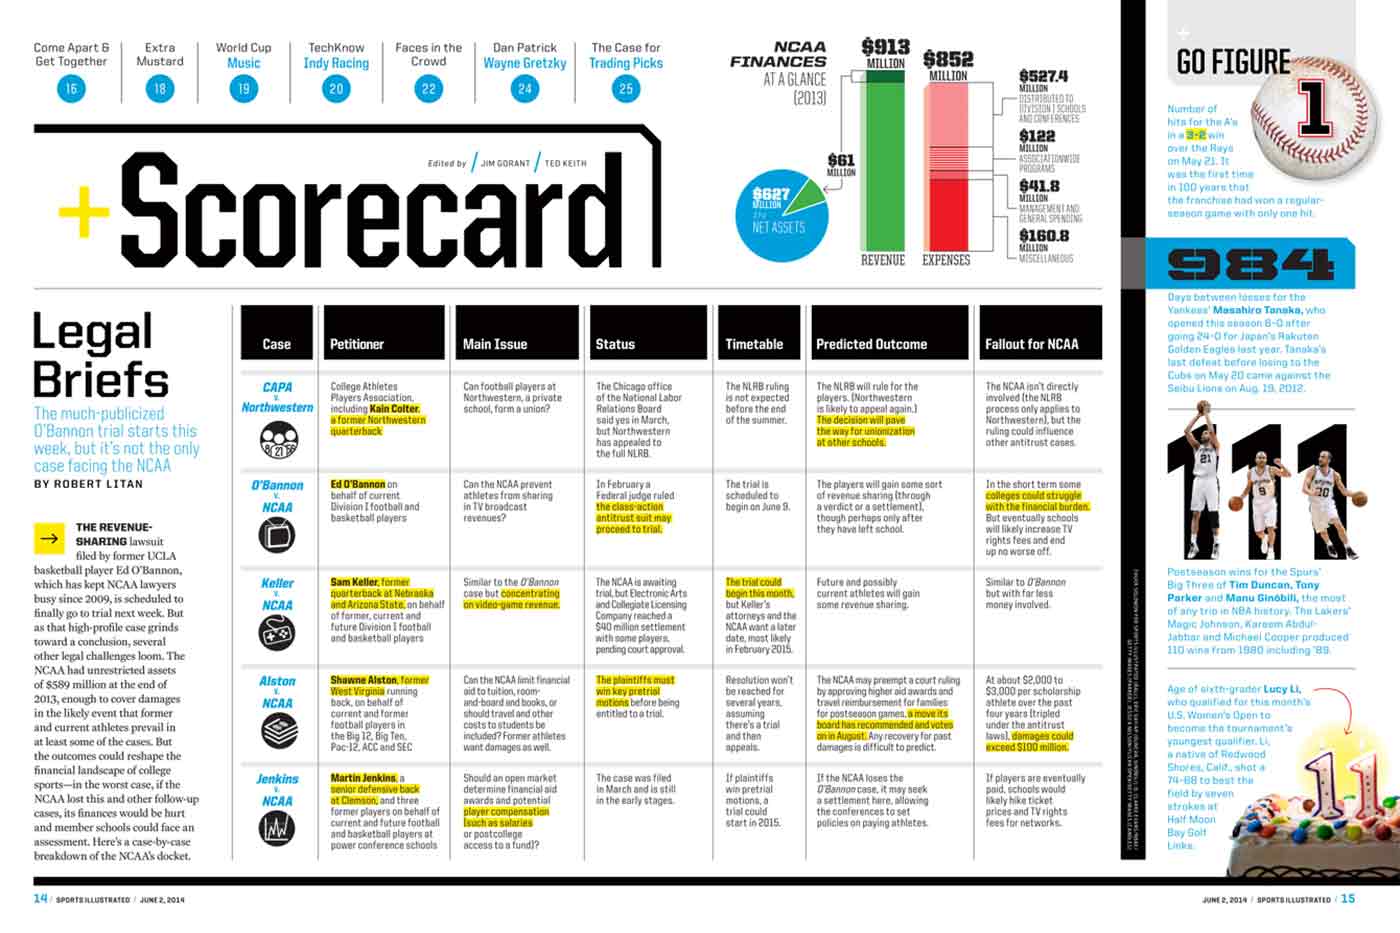 Come Apart &
Get Together
16
Extra
Mustard
18
World Cup
Music
19
TechKnow
Indy Racing
20
Faces in the
Crowd
22
Dan Patrick
Wayne Gretzky
24
The Case for
Trading Picks
25
Edited by / JIM GORANT / TED KEITH
+Scorecard
NCAA
FINANCES
AT A GLANCE
(2013)
$913
MILLION
$852
MILLION
$61
MILLION
$627
MILLION
NET ASSETS
REVENUE
EXPENSES
$527.4
MILLION
DISTRIBUTED TO
DIVISION I SCHOOLS
AND CONFERENCES
$122
MILLION
ASSOCIATIONWIDE
PROGRAMS
$41.8
MILLION
MANAGEMENT AND
GENERAL SPENDING
$160.8
MILLION
MISCELLANEOUS
Legal
Briefs
The much-publicized
O'Bannon trial starts this
week, but it's not the only
case facing the NCAA
BY ROBERT LITAN
THE REVENUE-
SHARING lawsuit
filed by former UCLA
basketball player Ed O'Bannon,
which has kept NCAA lawyers
busy since 2009, is scheduled to
finally go to trial next week. But
as that high-profile case grinds
toward a conclusion, several
other legal challenges loom. The
NCAA had unrestricted assets
of $589 million at the end of
2013, enough to cover damages
in the likely event that former
and current athletes prevail in
at least some of the cases. But
the outcomes could reshape the
financial landscape of college
sports—in the worst case, if the
NCAA lost this and other follow-up
cases, its finances would be hurt
and member schools could face an
assessment. Here's a case-by-case
breakdown of the NCAA's docket.
Case
Petitioner
Main Issue
Status
Timetable
Predicted Outcome
Fallout for NCAA
CAPA
v.
Northwestern
College Athletes
Players Association,
including Kain Colter,
a former Northwestern
quarterback
Can football players at
Northwestern, a private
school, form a union?
The Chicago office
of the National Labor
Relations Board
said yes in March,
but Northwestern
has appealed to
the full NLRB.
The NLRB ruling
is not expected
before the end
of the summer.
The NLRB will rule for the
players. (Northwestern
is likely to appeal again.)
The decision will pave
the way for unionization
at other schools.
The NCAA isn't directly
involved (the NLRB
process only applies to
Northwestern), but the
ruling could influence
other antitrust cases.
O'Bannon
v.
NCAA
Ed O'Bannon on
behalf of current
Division I football and
basketball players
Can the NCAA prevent
athletes from sharing
in TV broadcast
revenues?
In February a
Federal judge ruled
the class-action
antitrust suit may
proceed to trial.
The trial is
scheduled to
begin on June 9.
The players will gain some sort
of revenue sharing (through
a verdict or a settlement),
though perhaps only after
they have left school.
In the short term some
colleges could struggle
with the financial burden.
But eventually schools
will likely increase TV
rights fees and end
up no worse off.
Keller
v.
NCAA
Sam Keller, former
quarterback at Nebraska
and Arizona State, on behalf
of former, current and
future Division I football
and basketball players
Similar to the O'Bannon
case but concentrating
on video-game revenue.
The NCAA is awaiting
trial, but Electronic Arts
and Collegiate Licensing
Company reached a
$40 million settlement
with some players,
pending court approval.
The trial could
begin this month,
but Keller's
attorneys and the
NCAA want a later
date, most likely
in February 2015.
Future and possibly
current athletes will gain
some revenue sharing.
Similar to O'Bannon
but with far less
money involved.
Alston
v.
NCAA
Shawne Alston, former
West Virginia running
back, on behalf of
current and former
football players in
the Big 12, Big Ten,
Pac-12, ACC and SEC
Can the NCAA limit financial
aid to tuition, room-
and-board and books, or
should travel and other
costs to students be
included? Former athletes
want damages as well.
The plaintiffs must
win key pretrial
motions before being
entitled to a trial.
Resolution won't
be reached for
several years,
assuming
there's a trial
and then
appeals.
The NCAA may preempt a court ruling
by approving higher aid awards and
travel reimbursement for families
for postseason games, a move its
board has recommended and votes
on in August. Any recovery for past
damages is difficult to predict.
At about $2,000 to
$3,000 per scholarship
athlete over the past
four years (tripled
under the antitrust
laws), damages could
exceed $100 million.
Jenkins
v.
NCAA
Martin Jenkins, a
senior defensive back
at Clemson, and three
former players on behalf of
current and future football
and basketball players at
power conference schools
Should an open market
determine financial aid
awards and potential
player compensation
(such as salaries
or postcollege
access to a fund)?
The case was filed
in March and is still
in the early stages.
If plaintiffs
win pretrial
motions, a
trial could
start in 2015.
If the NCAA loses the
O'Bannon case, it may seek
a settlement here, allowing
the conferences to set
policies on paying athletes.
If players are eventually
paid, schools would
likely hike ticket
prices and TV rights
fees for networks.
+
GO FIGURE
1
Number of
hits for the A's
in a 3–2 win
over the Rays
on May 21. It
was the first time
in 100 years that
the franchise had won a regular-
season game with only one hit.
984
Days between losses for the
Yankees' Masahiro Tanaka, who
opened this season 6–0 after
going 24–0 for Japan's Rakuten
Golden Eagles last year. Tanaka's
last defeat before losing to the
Cubs on May 20 came against the
Seibu Lions on Aug. 19, 2012.
111
21
9
20
Postseason wins for the Spurs'
Big Three of Tim Duncan, Tony
Parker and Manu Ginóbili, the most
of any trio in NBA history. The Lakers'
Magic Johnson, Kareem Abdul-
Jabbar and Michael Cooper produced
110 wins from 1980 including '89.
Age of sixth-grader Lucy Li,
who qualified for this month's
U.S. Women's Open to
become the tournament's
youngest qualifier. Li,
a native of Redwood
Shores, Calif., shot a
74–68 to best the
field by seven
strokes at
Half Moon
Bay Golf
Links.
11
14 / SPORTS ILLUSTRATED / JUNE 2, 2014
JUNE 2, 2014 / SPORTS ILLUSTRATED / 15